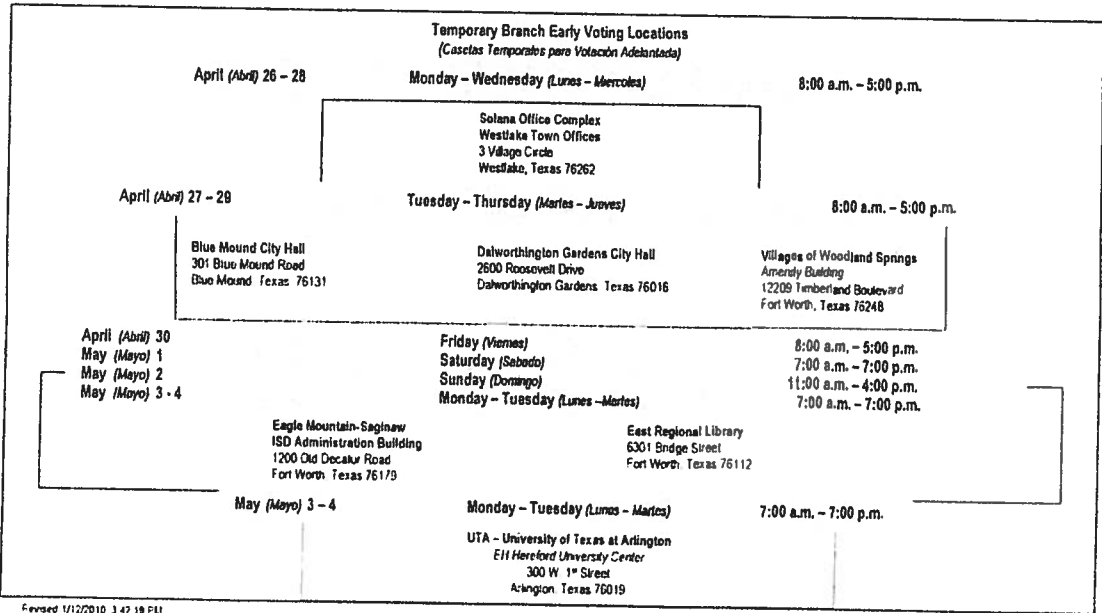 Temporary Branch Early Voting Locations
(Casetas Temporales para Votación Adelantada)
April (Abril) 26 – 28 Monday – Wednesday (Lunes – Miercoles) 8:00 a.m. – 5:00 p.m.
Solana Office Complex
Westlake Town Offices
3 Village Circle
Westlake, Texas 76262
April (Abril) 27 – 29 Tuesday – Thursday (Martes – Jueves) 8:00 a.m. – 5:00 p.m.
Blue Mound City Hall
301 Blue Mound Road
Blue Mound Texas 76131
Dalworthington Gardens City Hall
2600 Roosevelt Drive
Dalworthington Gardens Texas 76016
Villages of Woodland Springs
Amenity Building
12209 Timberland Boulevard
Fort Worth, Texas 76248
April (Abril) 30 Friday (Viernes) 8:00 a.m. – 5:00 p.m.
May (Mayo) 1 Saturday (Sabado) 7:00 a.m. – 7:00 p.m.
May (Mayo) 2 Sunday (Domingo) 11:00 a.m. – 4:00 p.m.
May (Mayo) 3 - 4 Monday – Tuesday (Lunes –Martes) 7:00 a.m. – 7:00 p.m.
Eagle Mountain-Saginaw
ISD Administration Building
1200 Old Decatur Road
Fort Worth Texas 76179
East Regional Library
6301 Bridge Street
Fort Worth Texas 76112
May (Mayo) 3 – 4 Monday – Tuesday (Lunes – Martes) 7:00 a.m. – 7:00 p.m.
UTA – University of Texas at Arlington
EH Hereford University Center
300 W. 1st Street
Arlington Texas 76019
Revised 1/12/2010 3:42:19 PM